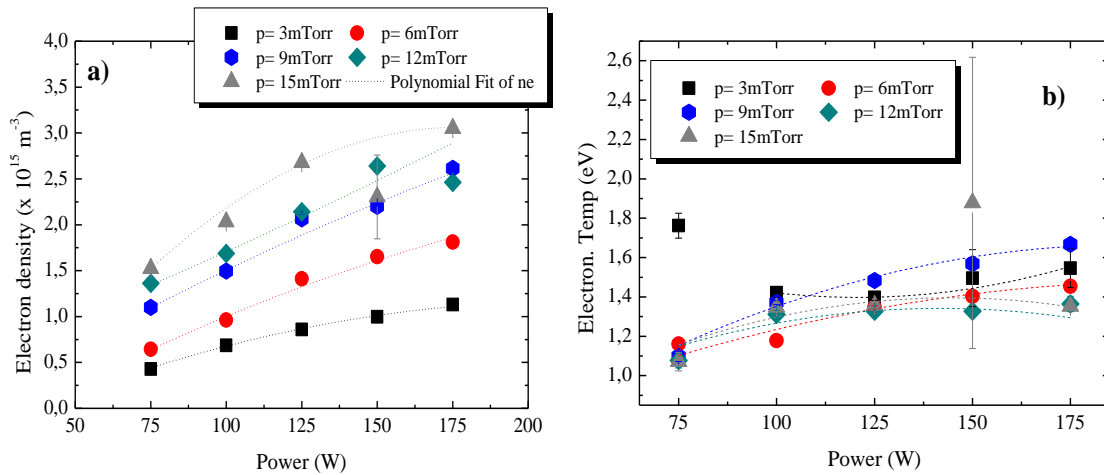 p= 3mTorr p= 6mTorr
p= 9mTorr p= 12mTorr
p= 15mTorr Polynomial Fit of ne
a)
4,0
3,5
3,0
2,5
2,0
1,5
1,0
0,5
0,0
50 75 100 125 150 175 200
Electron density (x 10¹⁵ m⁻³)
Power (W)
p= 3mTorr p= 6mTorr
p= 9mTorr p= 12mTorr
p= 15mTorr
b)
2,6
2,4
2,2
2,0
1,8
1,6
1,4
1,2
1,0
75 100 125 150 175
Electron. Temp (eV)
Power (W)